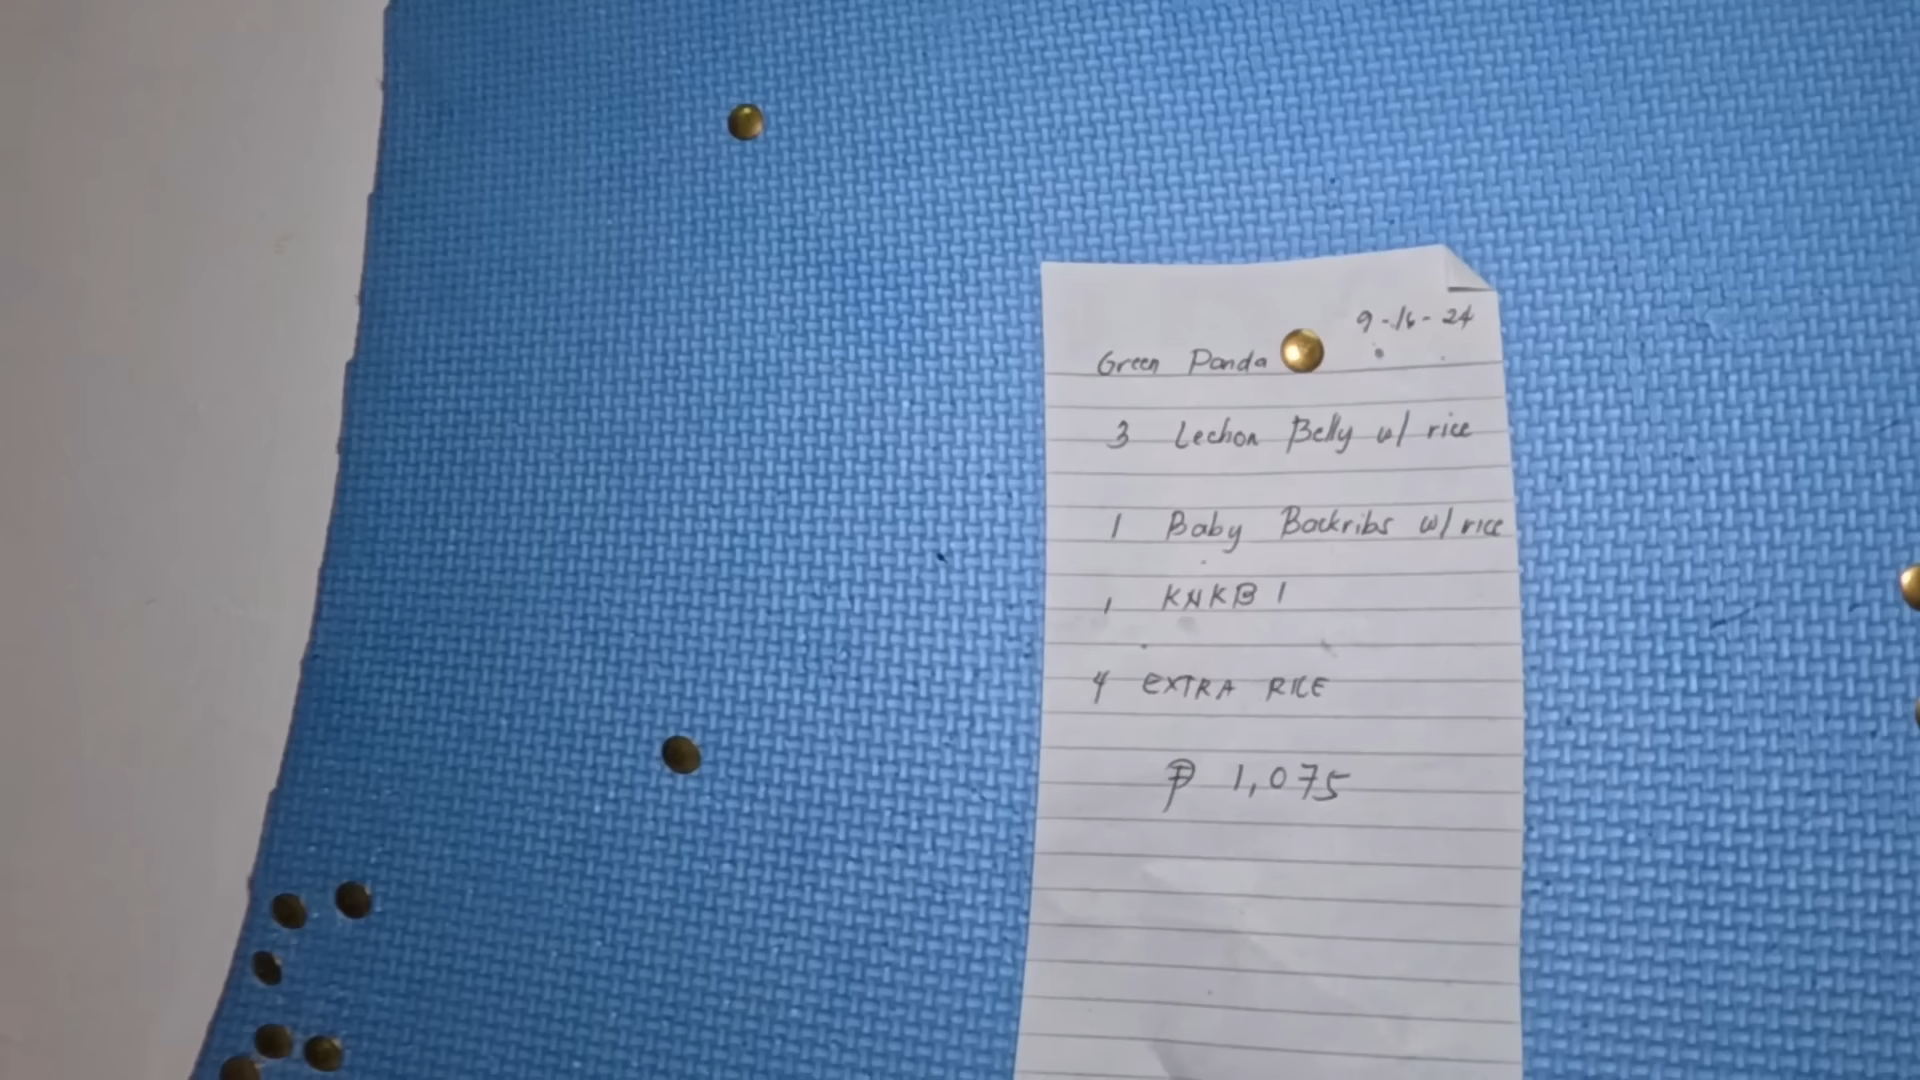 9-16-24
Green Panda
3 Lechon Belly w/ rice
1 Baby Backribs w/ rice
1 KNKB 1
4 EXTRA RICE
₱ 1,075